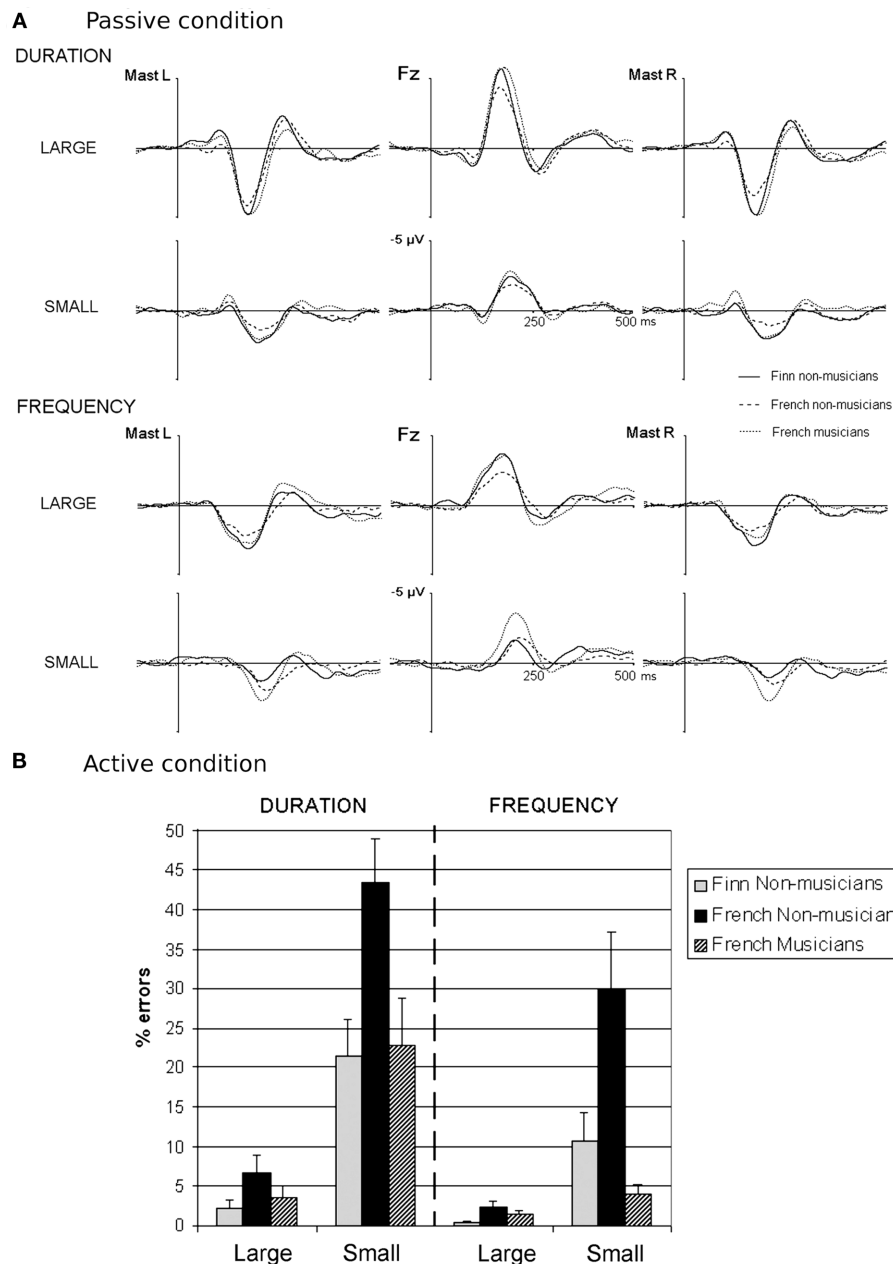 A Passive condition
DURATION
Mast L Fz Mast R
LARGE
-5 µV
SMALL
250 500 ms
Finn non-musicians
French non-musicians
French musicians
FREQUENCY
Mast L Fz Mast R
LARGE
-5 µV
SMALL
250 500 ms
B Active condition
DURATION FREQUENCY
50
45
40
35
30
25
20
15
10
5
0
% errors
Large Small Large Small
Finn Non-musicians
French Non-musician
French Musicians